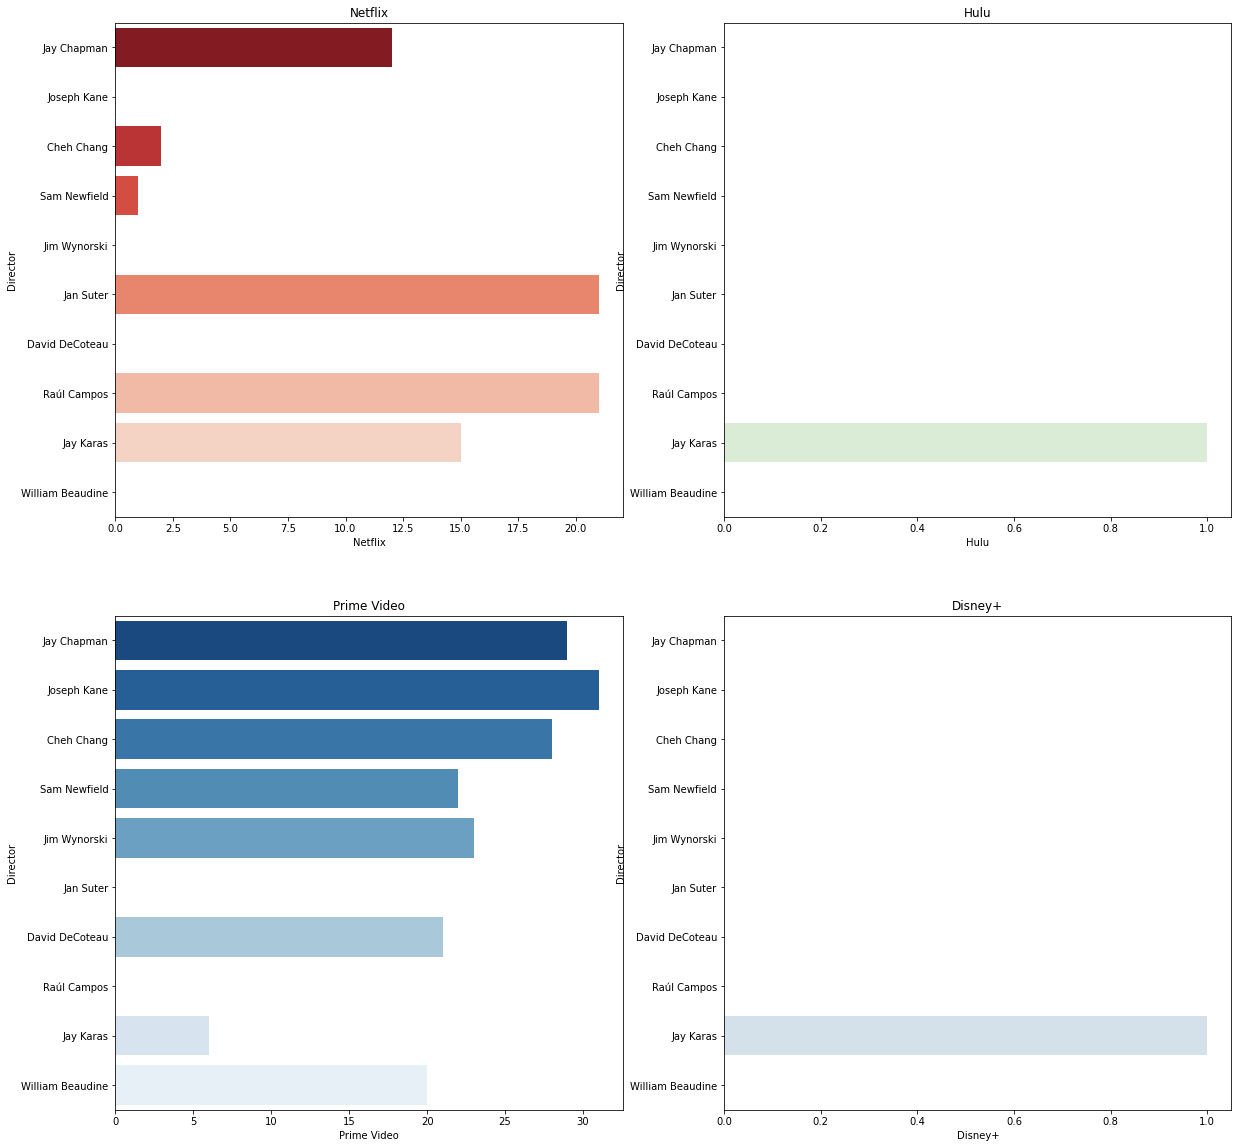 Netflix
Jay Chapman
Joseph Kane
Cheh Chang
Sam Newfield
Jim Wynorski
Jan Suter
David DeCoteau
Raúl Campos
Jay Karas
William Beaudine
Director
0.0 2.5 5.0 7.5 10.0 12.5 15.0 17.5 20.0
Netflix
Hulu
Jay Chapman
Joseph Kane
Cheh Chang
Sam Newfield
Jim Wynorski
Jan Suter
David DeCoteau
Raúl Campos
Jay Karas
William Beaudine
Director
0.0 0.2 0.4 0.6 0.8 1.0
Hulu
Prime Video
Jay Chapman
Joseph Kane
Cheh Chang
Sam Newfield
Jim Wynorski
Jan Suter
David DeCoteau
Raúl Campos
Jay Karas
William Beaudine
Director
0 5 10 15 20 25 30
Prime Video
Disney+
Jay Chapman
Joseph Kane
Cheh Chang
Sam Newfield
Jim Wynorski
Jan Suter
David DeCoteau
Raúl Campos
Jay Karas
William Beaudine
Director
0.0 0.2 0.4 0.6 0.8 1.0
Disney+